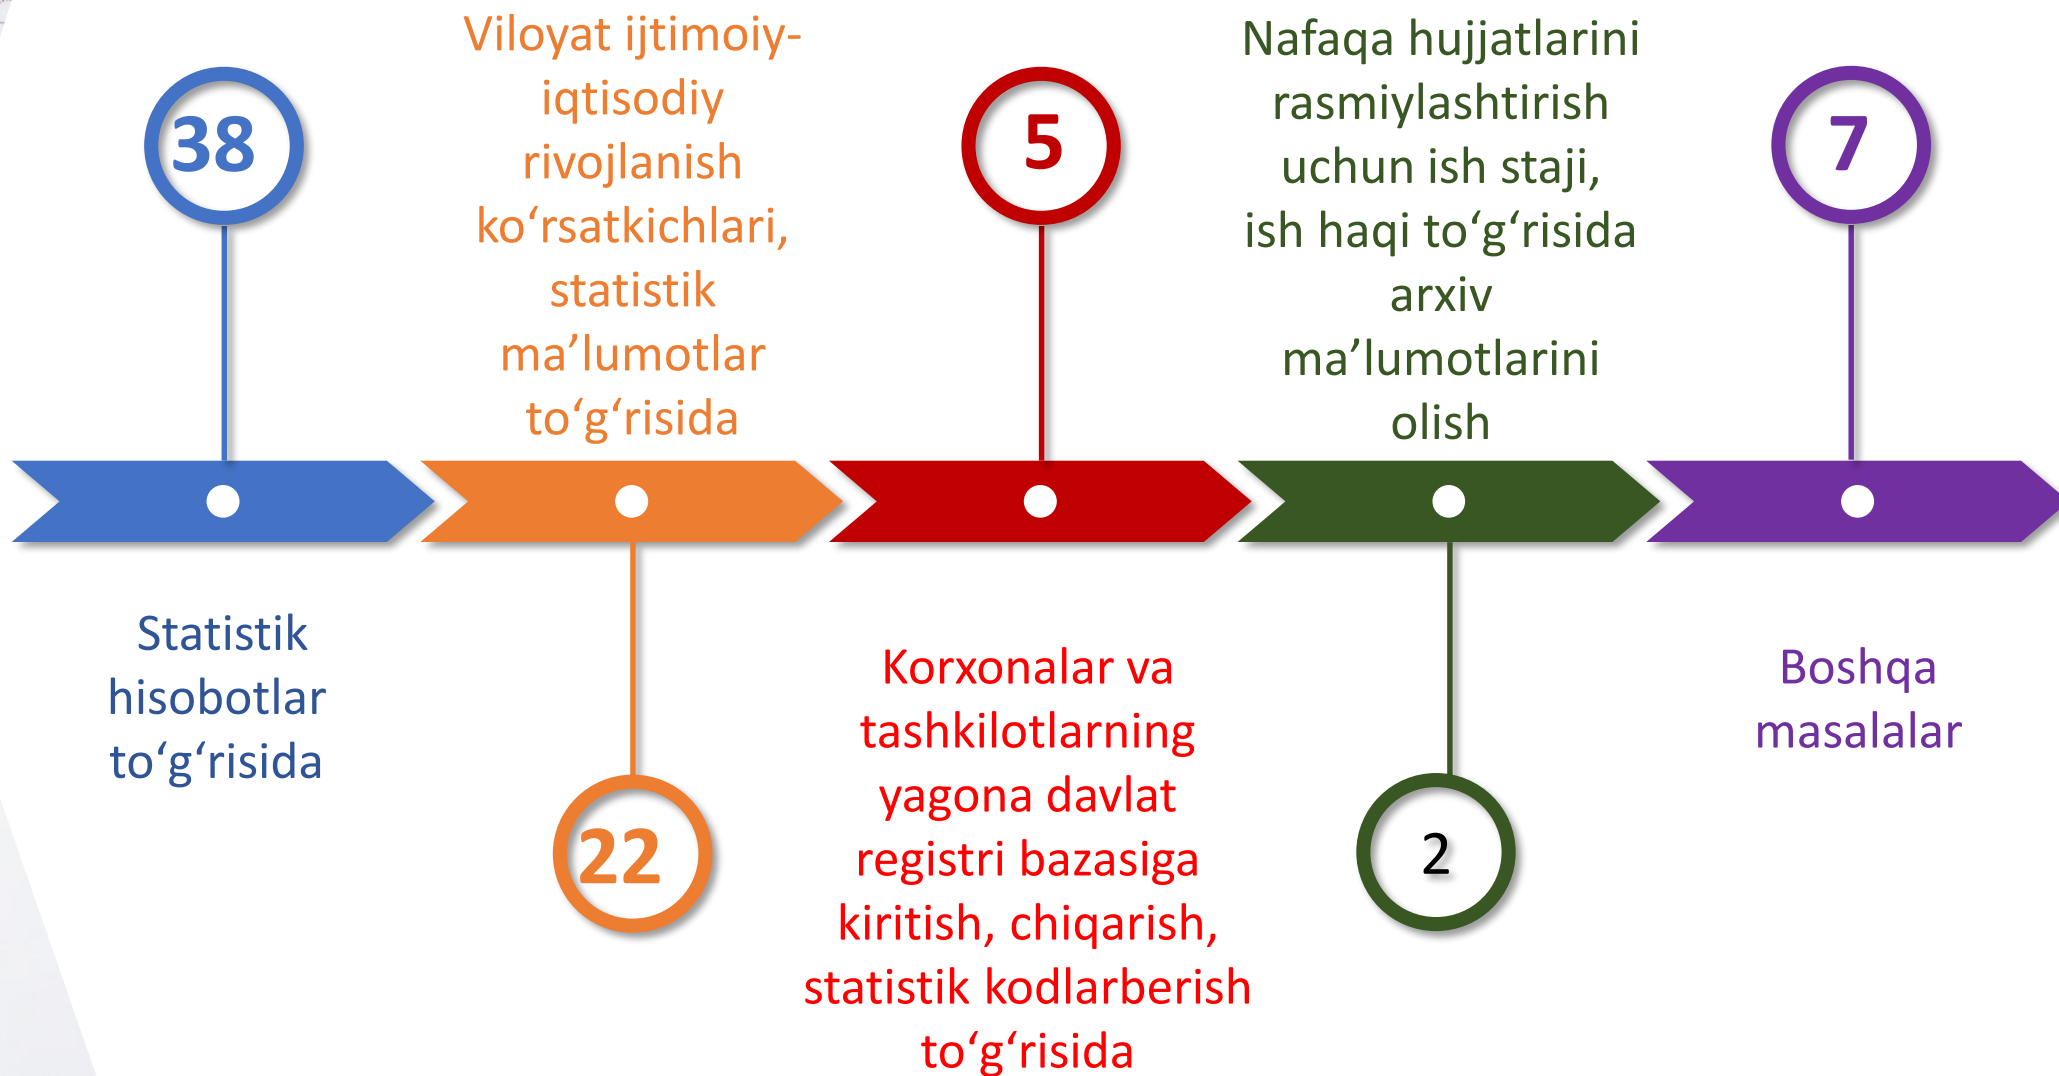 38
Statistik
hisobotlar
to‘g‘risida
Viloyat ijtimoiy-
iqtisodiy
rivojlanish
ko‘rsatkichlari,
statistik
ma’lumotlar
to‘g‘risida
22
5
Korxonalar va
tashkilotlarning
yagona davlat
registri bazasiga
kiritish, chiqarish,
statistik kodlarberish
to‘g‘risida
Nafaqa hujjatlarini
rasmiylashtirish
uchun ish staji,
ish haqi to‘g‘risida
arxiv
ma’lumotlarini
olish
2
7
Boshqa
masalalar